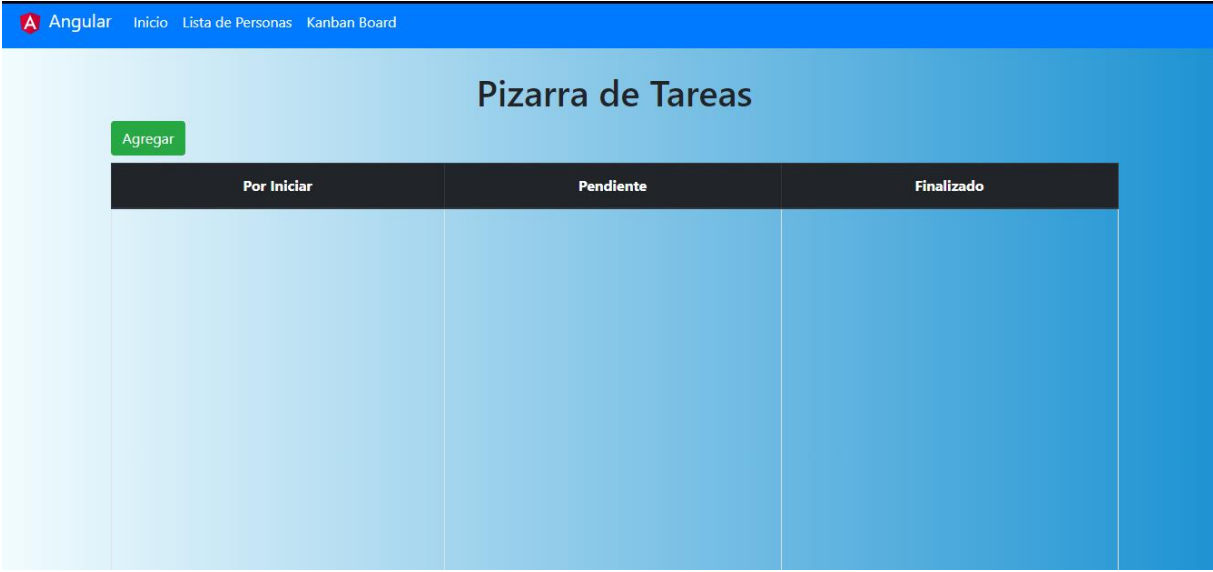 Angular Inicio Lista de Personas Kanban Board
Pizarra de Tareas
Agregar
Por Iniciar Pendiente Finalizado